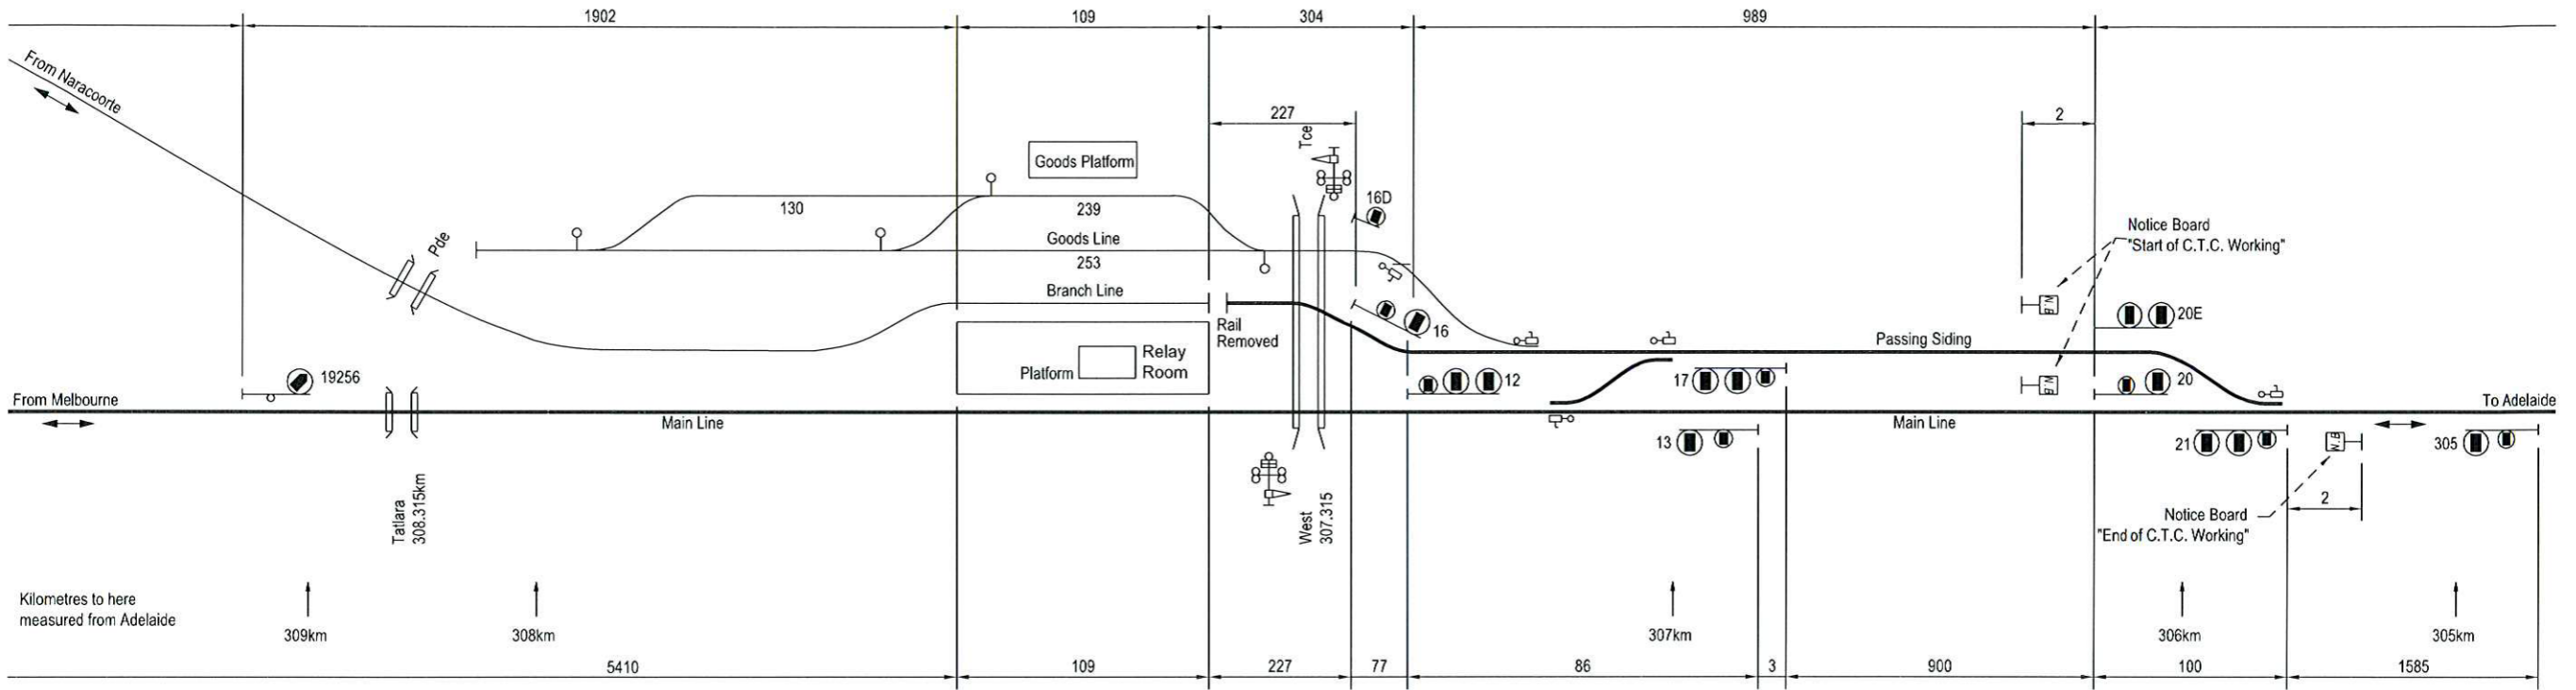 1902
109
304
989
From Naracoorte
227
2
Tce
Goods Platform
16D
130
239
Pde
Goods Line
253
Notice Board
"Start of C.T.C. Working"
Branch Line
N.B
20E
16
Rail
Removed
Passing Siding
Relay
Room
Platform
19256
12
17
N.B
20
From Melbourne
To Adelaide
Main Line
Main Line
13
21
N.B
305
Tatlara
308.315km
West
307.315
2
Notice Board
"End of C.T.C. Working"
Kilometres to here
measured from Adelaide
309km
308km
307km
306km
305km
5410
109
227
77
86
3
900
100
1585